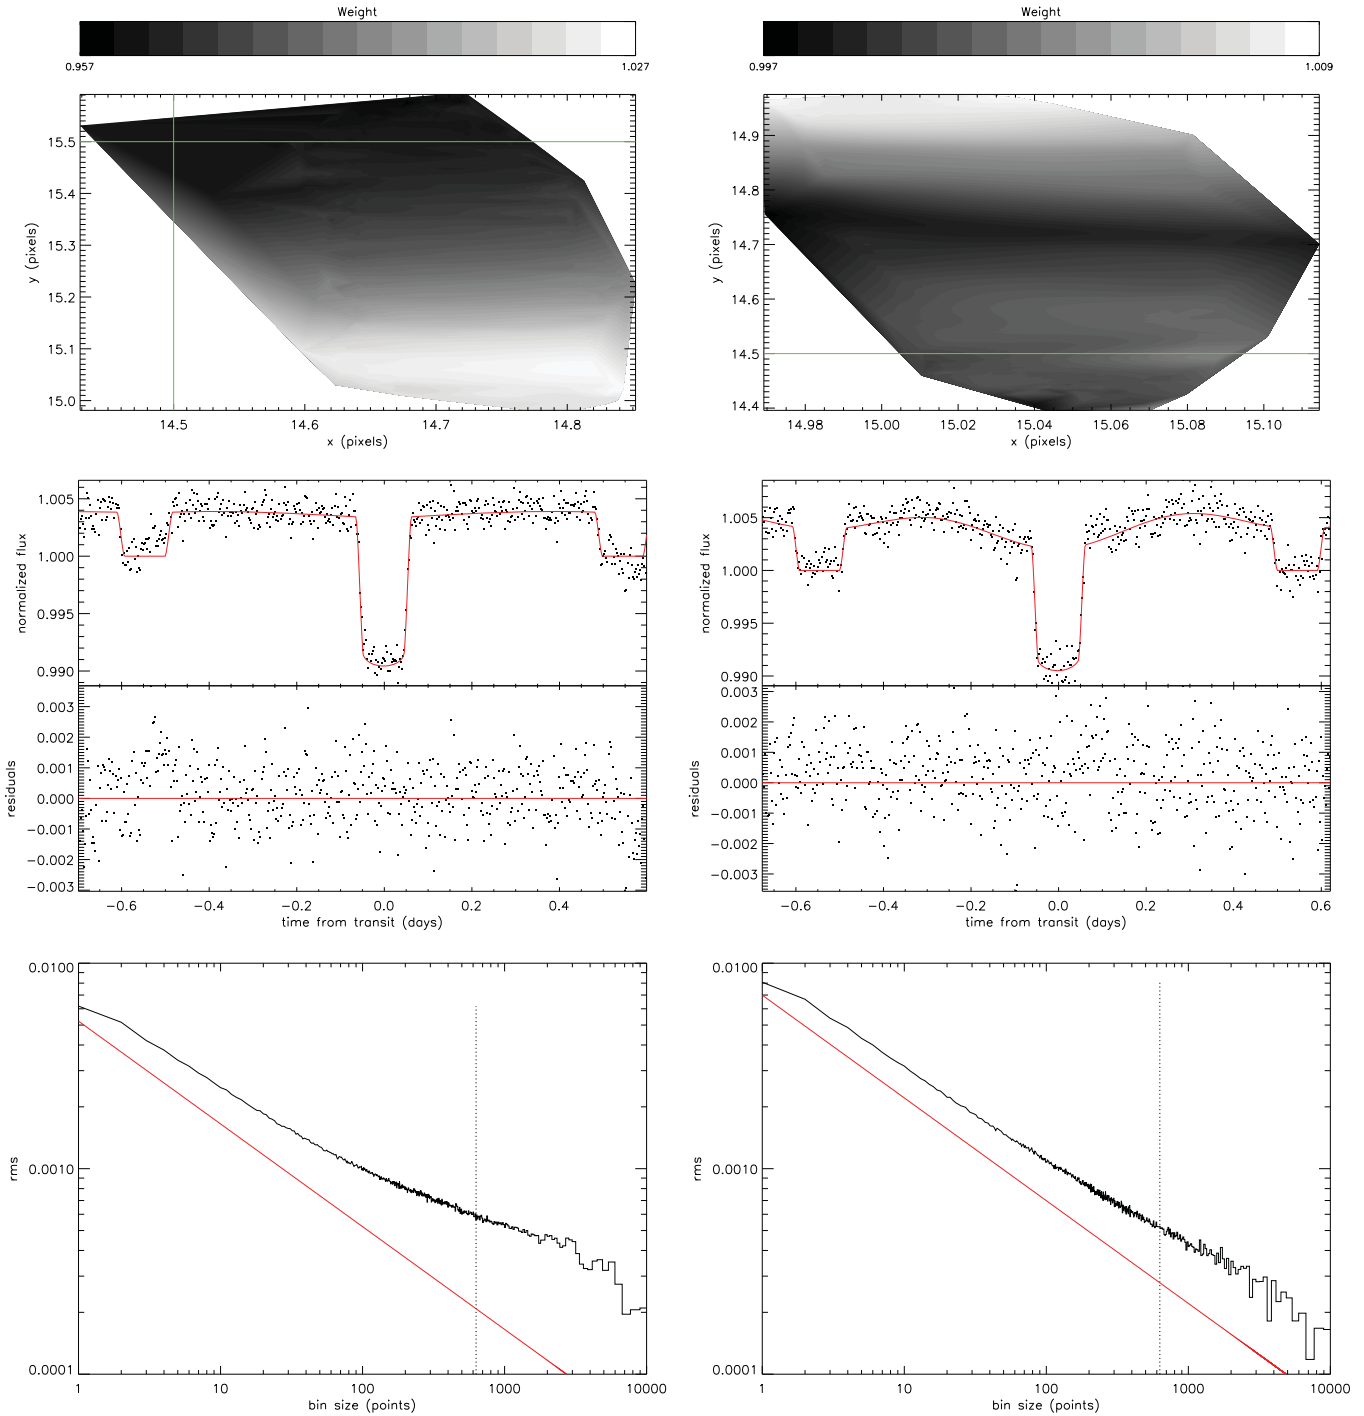 Weight
0.957 1.027
15.5
15.4
15.3
15.2
15.1
15.0
y (pixels)
14.5 14.6 14.7 14.8
x (pixels)
Weight
0.997 1.009
14.9
14.8
14.7
14.6
14.5
14.4
y (pixels)
14.98 15.00 15.02 15.04 15.06 15.08 15.10
x (pixels)
1.005
1.000
0.995
0.990
normalized flux
0.003
0.002
0.001
0.000
−0.001
−0.002
−0.003
residuals
−0.6 −0.4 −0.2 0.0 0.2 0.4
time from transit (days)
1.005
1.000
0.995
0.990
normalized flux
0.003
0.002
0.001
0.000
−0.001
−0.002
−0.003
residuals
−0.6 −0.4 −0.2 0.0 0.2 0.4 0.6
time from transit (days)
0.0100
0.0010
0.0001
rms
1 10 100 1000 10000
bin size (points)
0.0100
0.0010
0.0001
rms
1 10 100 1000 10000
bin size (points)